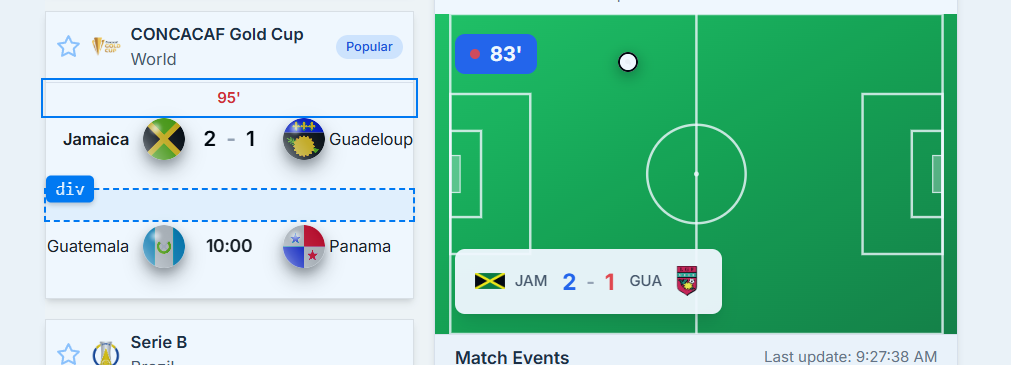 CONCACAF Gold Cup
World
Popular
95'
Jamaica 2 - 1 Guadeloup
div
Guatemala 10:00 Panama
Serie B
Brazil
83'
JAM 2 - 1 GUA
Match Events
Last update: 9:27:38 AM